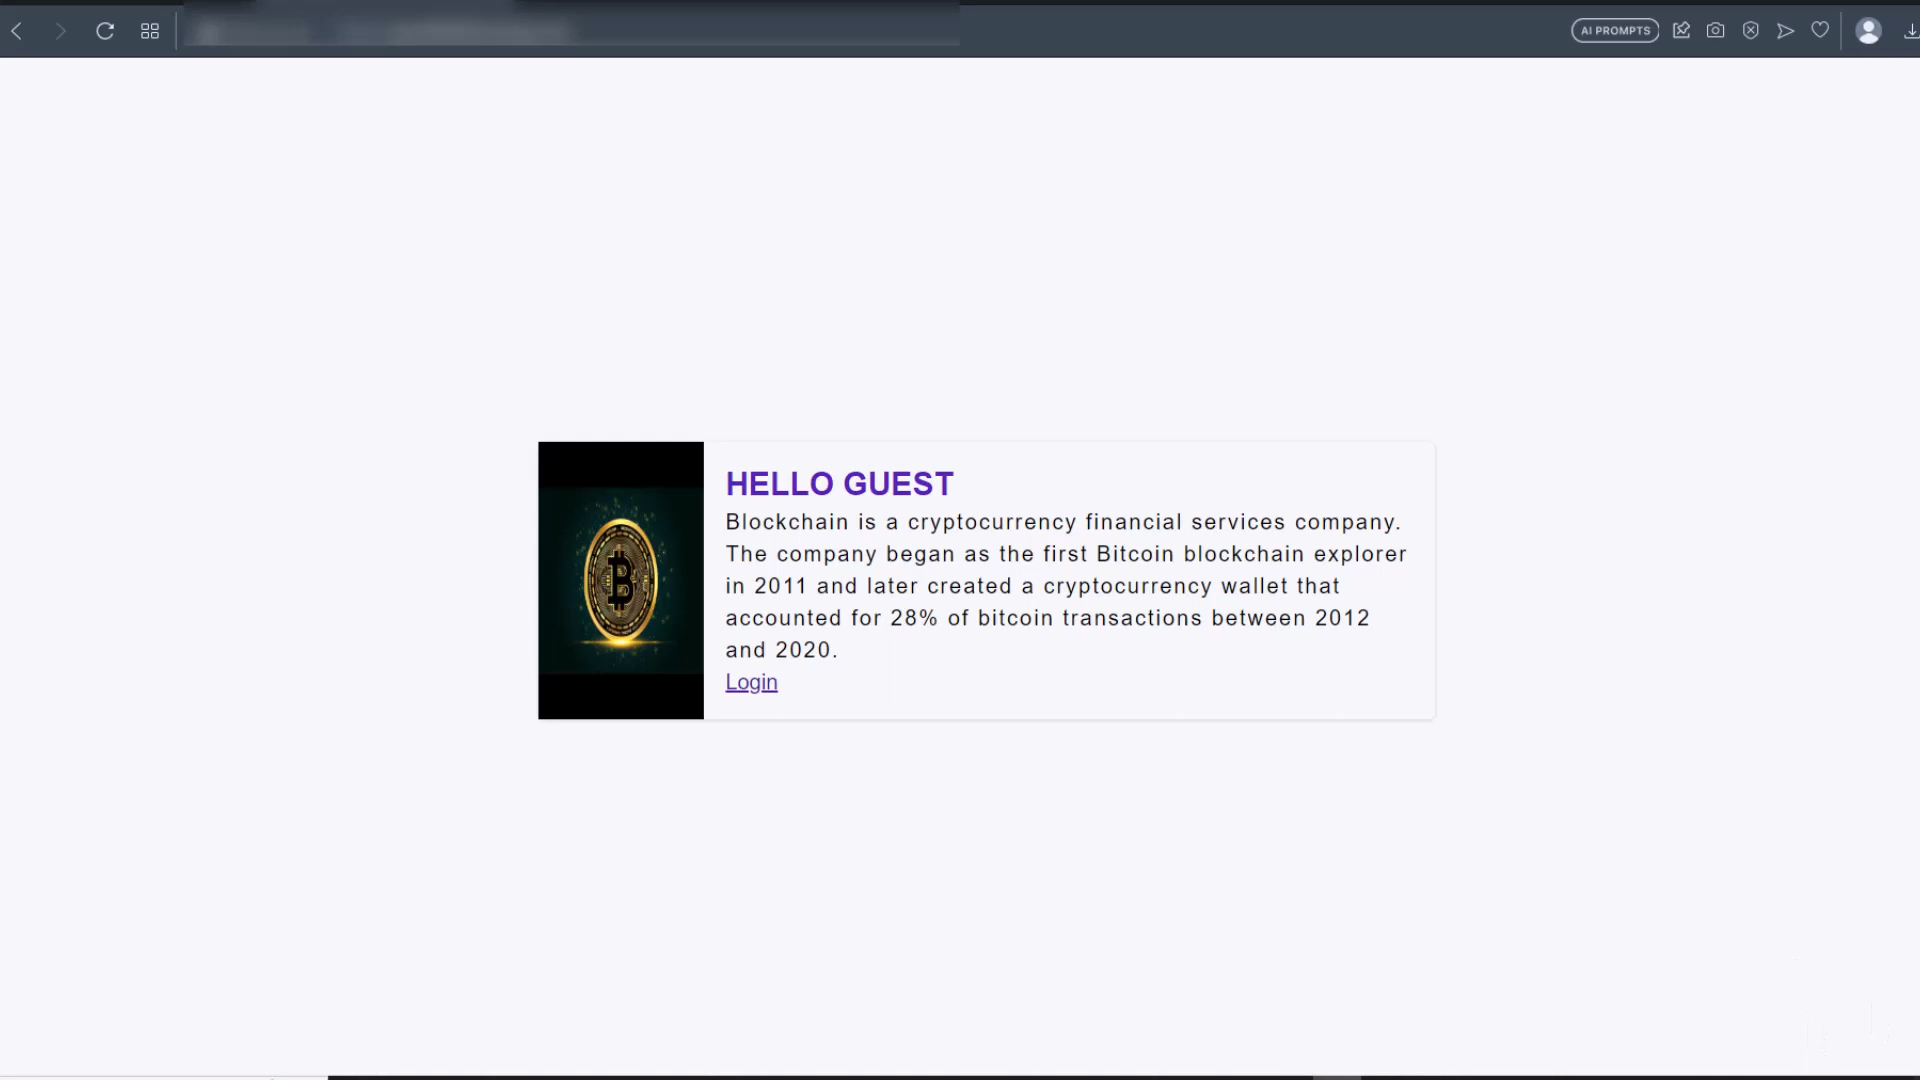 AI PROMPTS
HELLO GUEST
Blockchain is a cryptocurrency financial services company.
The company began as the first Bitcoin blockchain explorer
in 2011 and later created a cryptocurrency wallet that
accounted for 28% of bitcoin transactions between 2012
and 2020.
Login